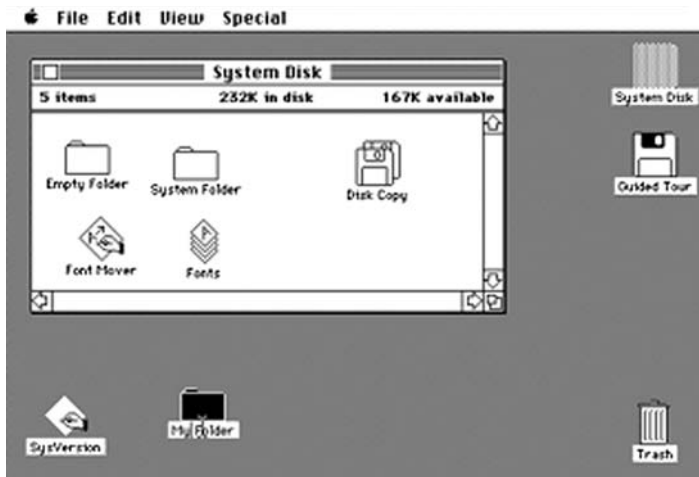 File Edit View Special
System Disk
5 items 232K in disk 167K available
System Disk
Empty Folder System Folder Disk Copy
Guided Tour
Font Mover Fonts
SysVersion My Folder Trash